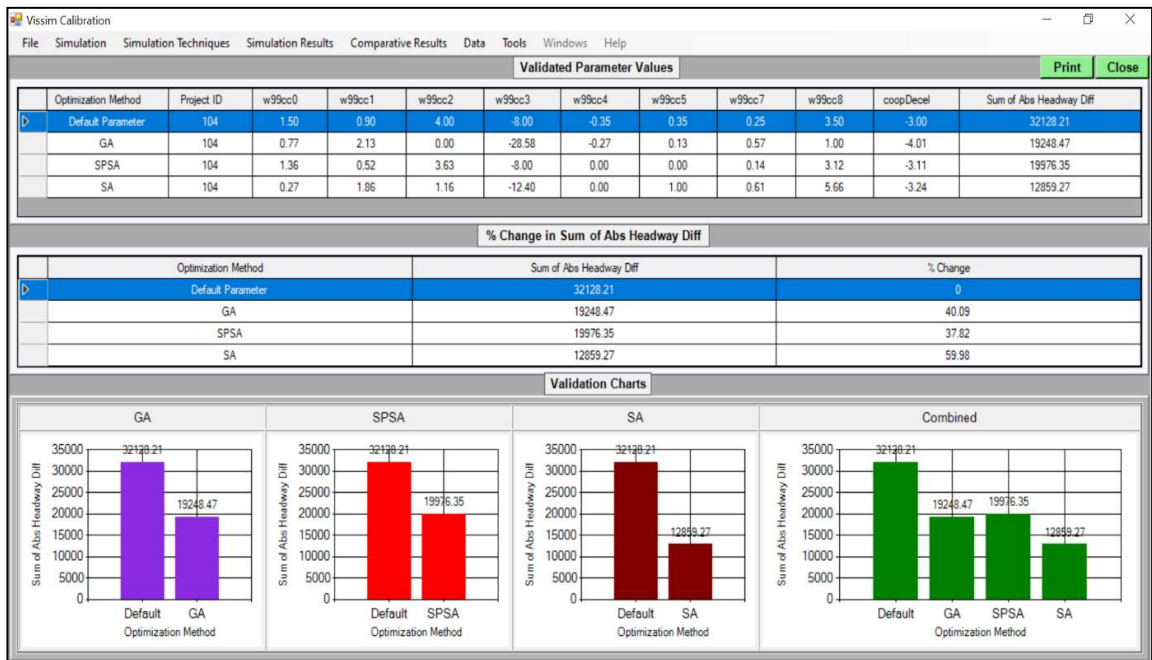 Vissim Calibration
File Simulation Simulation Techniques Simulation Results Comparative Results Data Tools Windows Help
Validated Parameter Values Print Close
Optimization Method Project ID w99cc0 w99cc1 w99cc2 w99cc3 w99cc4 w99cc5 w99cc7 w99cc8 coopDecel Sum of Abs Headway Diff
Default Parameter 104 1.50 0.90 4.00 -8.00 -0.35 0.35 0.25 3.50 -3.00 32128.21
GA 104 0.77 2.13 0.00 -28.58 -0.27 0.13 0.57 1.00 -4.01 19248.47
SPSA 104 1.36 0.52 3.63 -8.00 0.00 0.00 0.14 3.12 -3.11 19976.35
SA 104 0.27 1.86 1.16 -12.40 0.00 1.00 0.61 5.66 -3.24 12859.27
% Change in Sum of Abs Headway Diff
Optimization Method Sum of Abs Headway Diff % Change
Default Parameter 32128.21 0
GA 19248.47 40.09
SPSA 19976.35 37.82
SA 12859.27 59.98
Validation Charts
GA
Sum of Abs Headway Diff
35000
30000
25000
20000
15000
10000
5000
0
32128.21
19248.47
Default GA
Optimization Method
SPSA
Sum of Abs Headway Diff
35000
30000
25000
20000
15000
10000
5000
0
32128.21
19976.35
Default SPSA
Optimization Method
SA
Sum of Abs Headway Diff
35000
30000
25000
20000
15000
10000
5000
0
32128.21
12859.27
Default SA
Optimization Method
Combined
Sum of Abs Headway Diff
35000
30000
25000
20000
15000
10000
5000
0
32128.21
19248.47
19976.35
12859.27
Default GA SPSA SA
Optimization Method